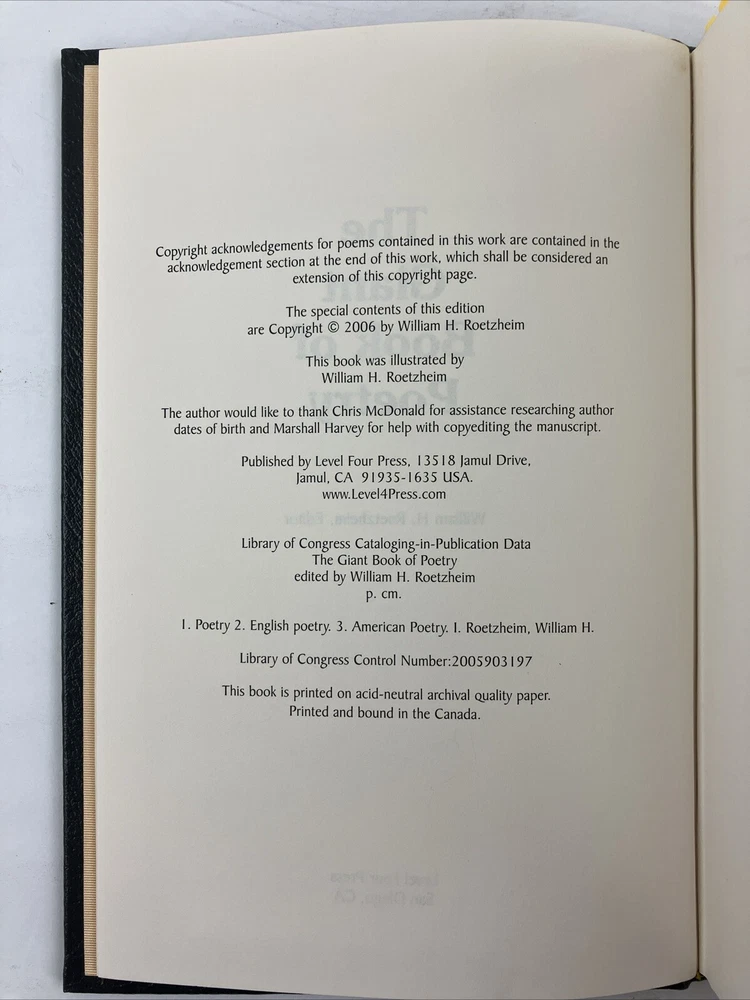 Copyright acknowledgements for poems contained in this work are contained in the
acknowledgement section at the end of this work, which shall be considered an
extension of this copyright page.
The special contents of this edition
are Copyright © 2006 by William H. Roetzheim
This book was illustrated by
William H. Roetzheim
The author would like to thank Chris McDonald for assistance researching author
dates of birth and Marshall Harvey for help with copyediting the manuscript.
Published by Level Four Press, 13518 Jamul Drive,
Jamul, CA 91935-1635 USA.
www.Level4Press.com
Library of Congress Cataloging-in-Publication Data
The Giant Book of Poetry
edited by William H. Roetzheim
p. cm.
1. Poetry 2. English poetry. 3. American Poetry. I. Roetzheim, William H.
Library of Congress Control Number:2005903197
This book is printed on acid-neutral archival quality paper.
Printed and bound in the Canada.